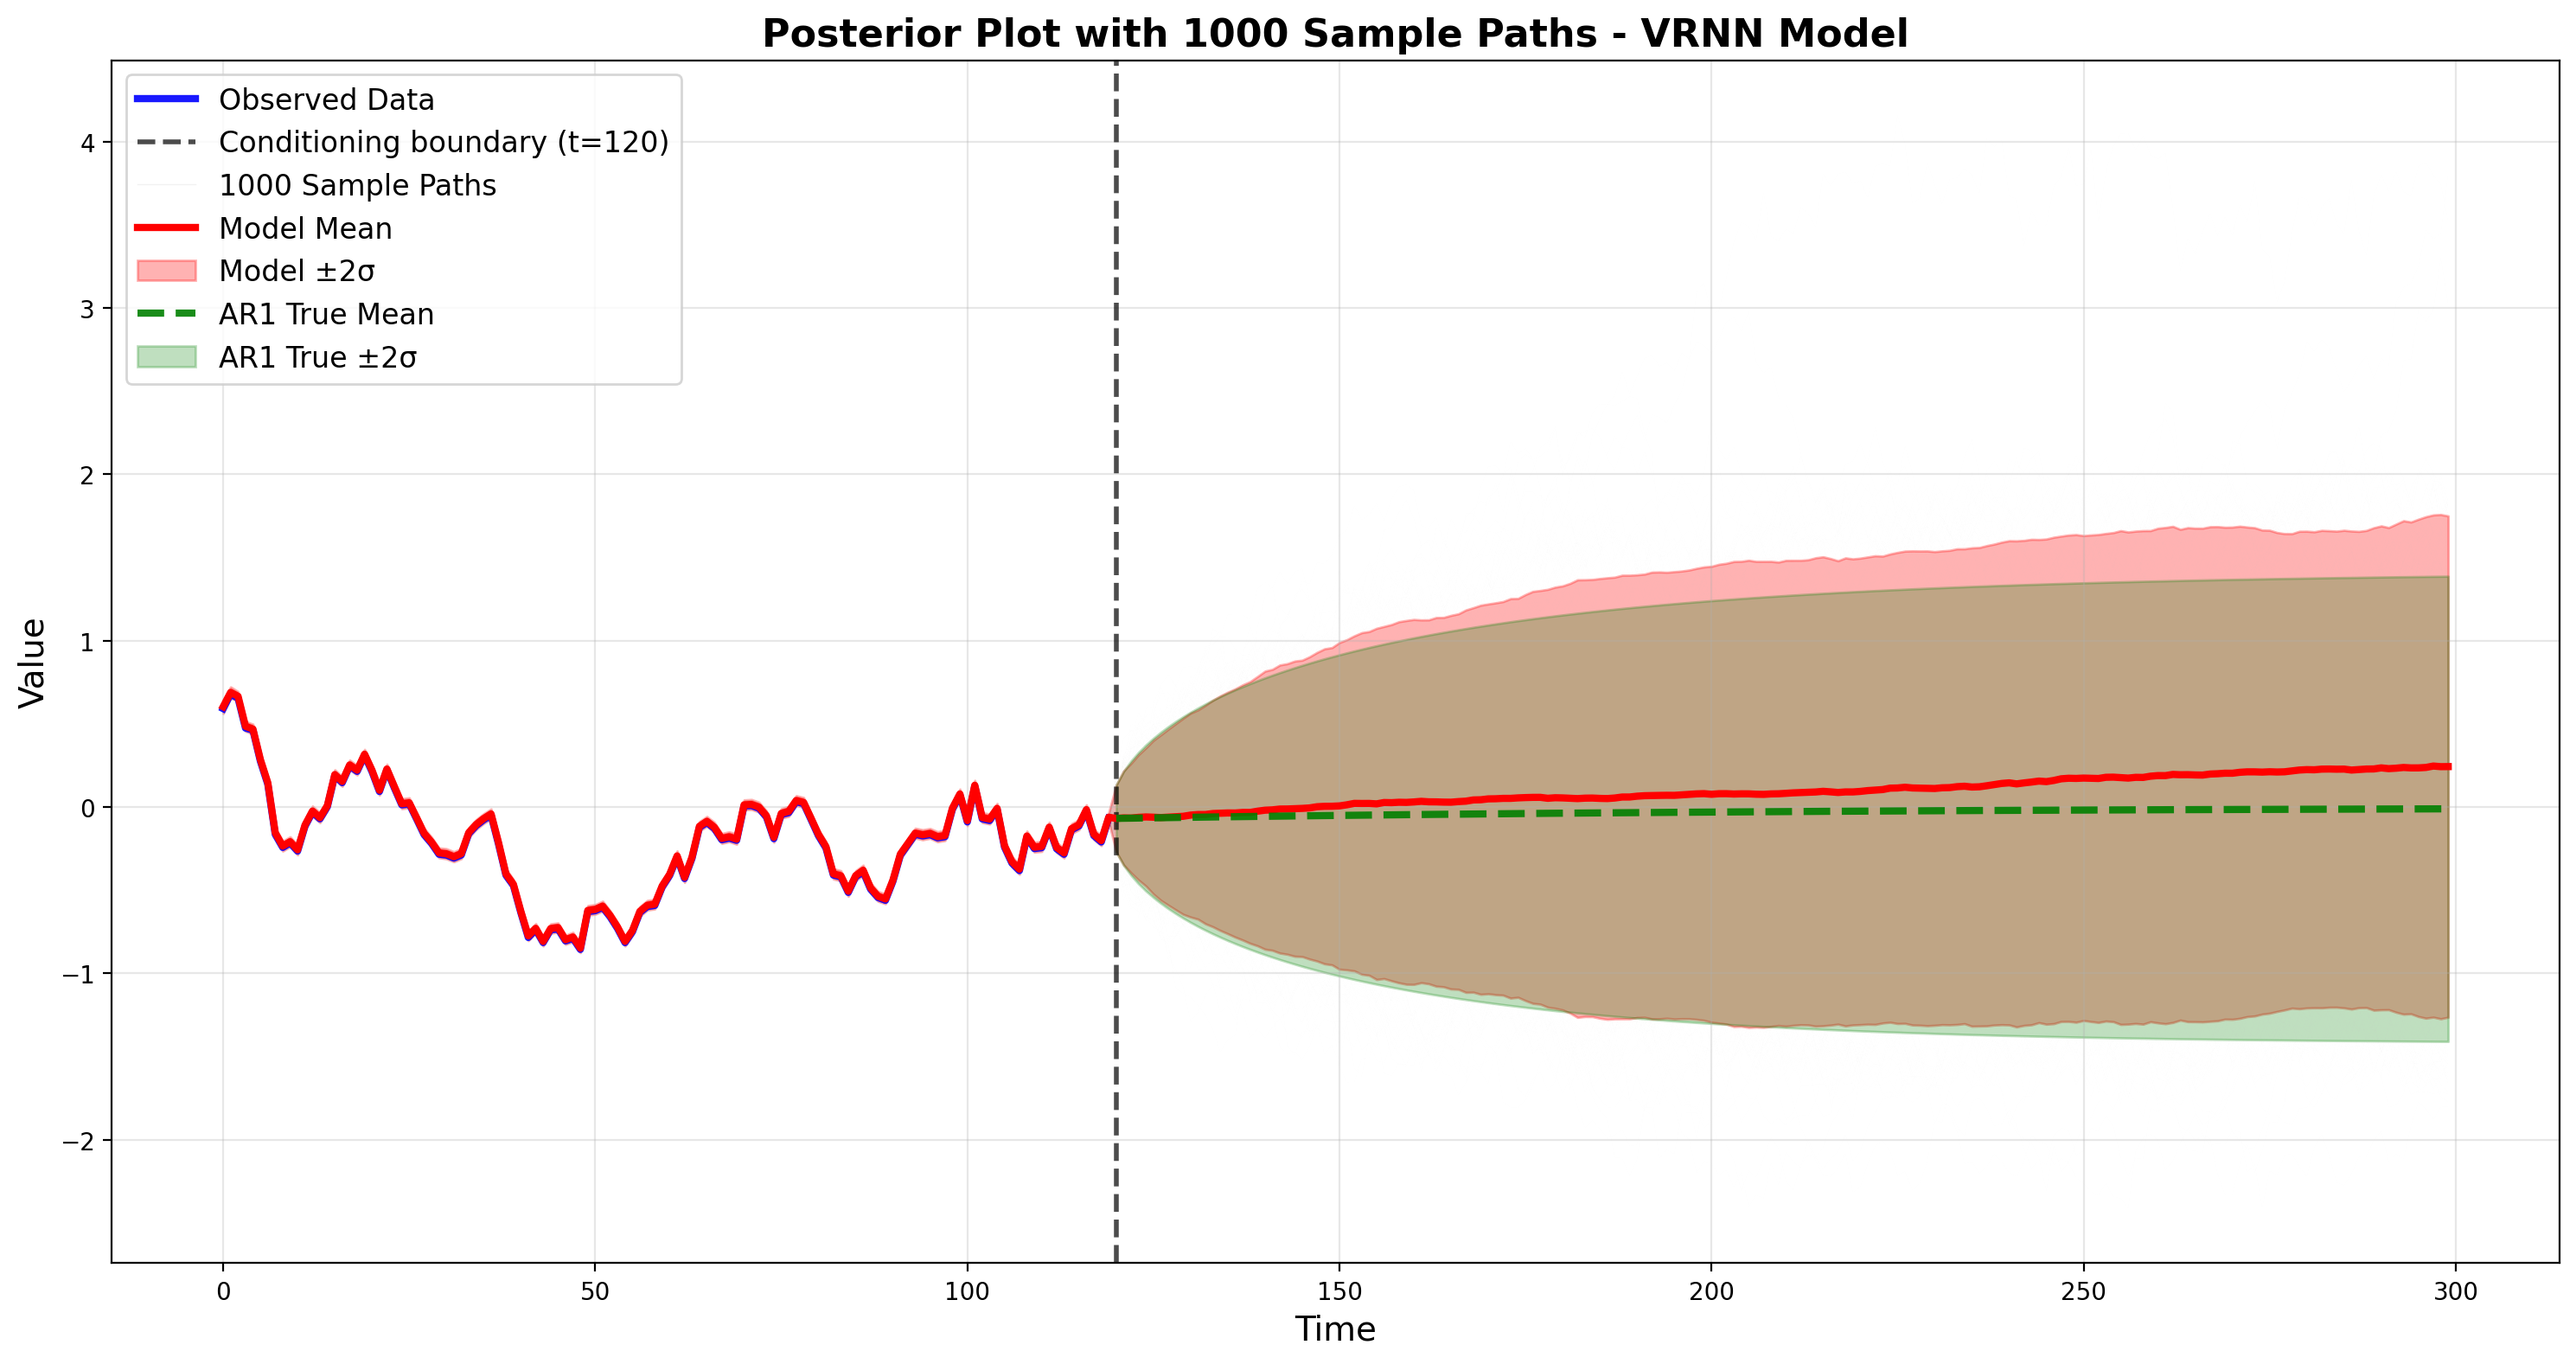 Posterior Plot with 1000 Sample Paths - VRNN Model
Observed Data
Conditioning boundary (t=120)
1000 Sample Paths
Model Mean
Model ±2σ
AR1 True Mean
AR1 True ±2σ
Value
4
3
2
1
0
−1
−2
0
50
100
150
200
250
300
Time